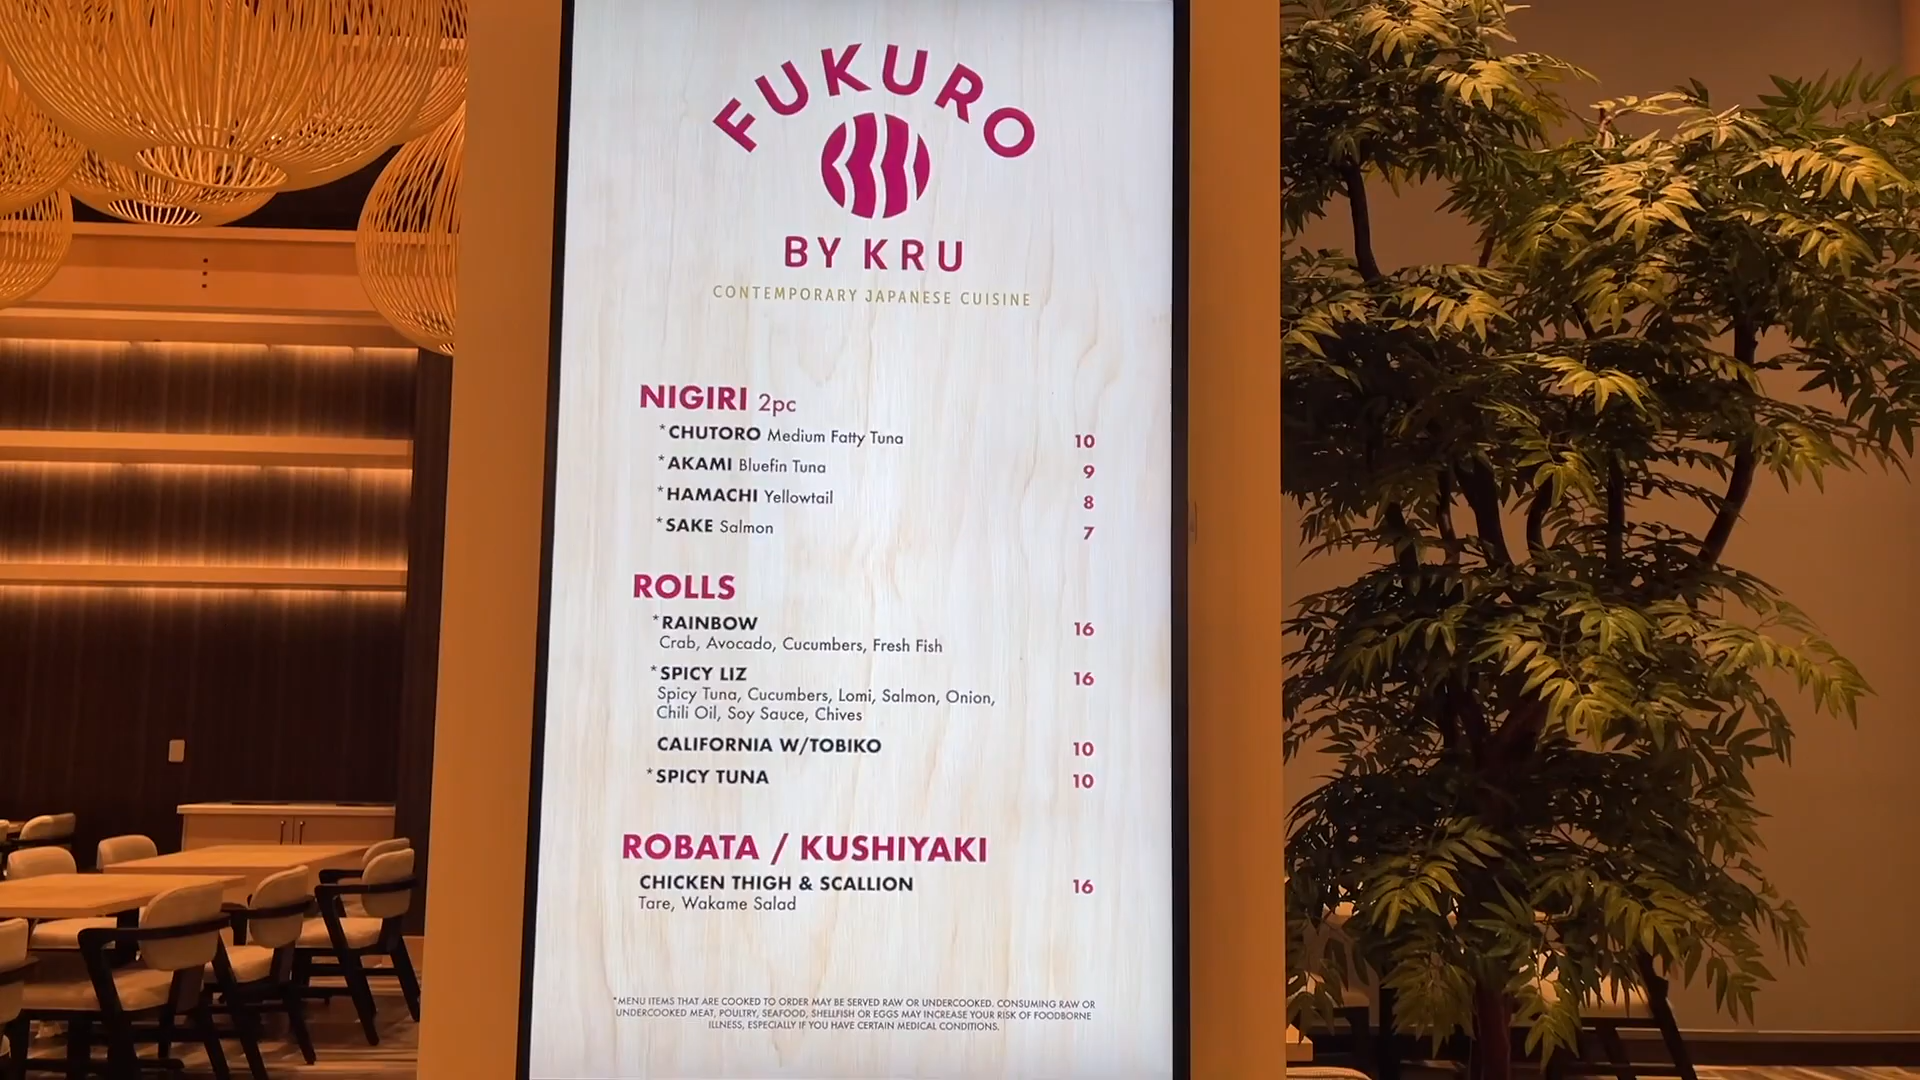 FUKURO
BY KRU
CONTEMPORARY JAPANESE CUISINE
NIGIRI 2pc
*CHUTORO Medium Fatty Tuna 10
*AKAMI Bluefin Tuna 9
*HAMACHI Yellowtail 8
*SAKE Salmon 7
ROLLS
*RAINBOW 16
Crab, Avocado, Cucumbers, Fresh Fish
*SPICY LIZ 16
Spicy Tuna, Cucumbers, Lomi, Salmon, Onion,
Chili Oil, Soy Sauce, Chives
CALIFORNIA W/TOBIKO 10
*SPICY TUNA 10
ROBATA / KUSHIYAKI
CHICKEN THIGH & SCALLION 16
Tare, Wakame Salad
*MENU ITEMS THAT ARE COOKED TO ORDER MAY BE SERVED RAW OR UNDERCOOKED. CONSUMING RAW OR
UNDERCOOKED MEAT, POULTRY, SEAFOOD, SHELLFISH OR EGGS MAY INCREASE YOUR RISK OF FOODBORNE
ILLNESS, ESPECIALLY IF YOU HAVE CERTAIN MEDICAL CONDITIONS.